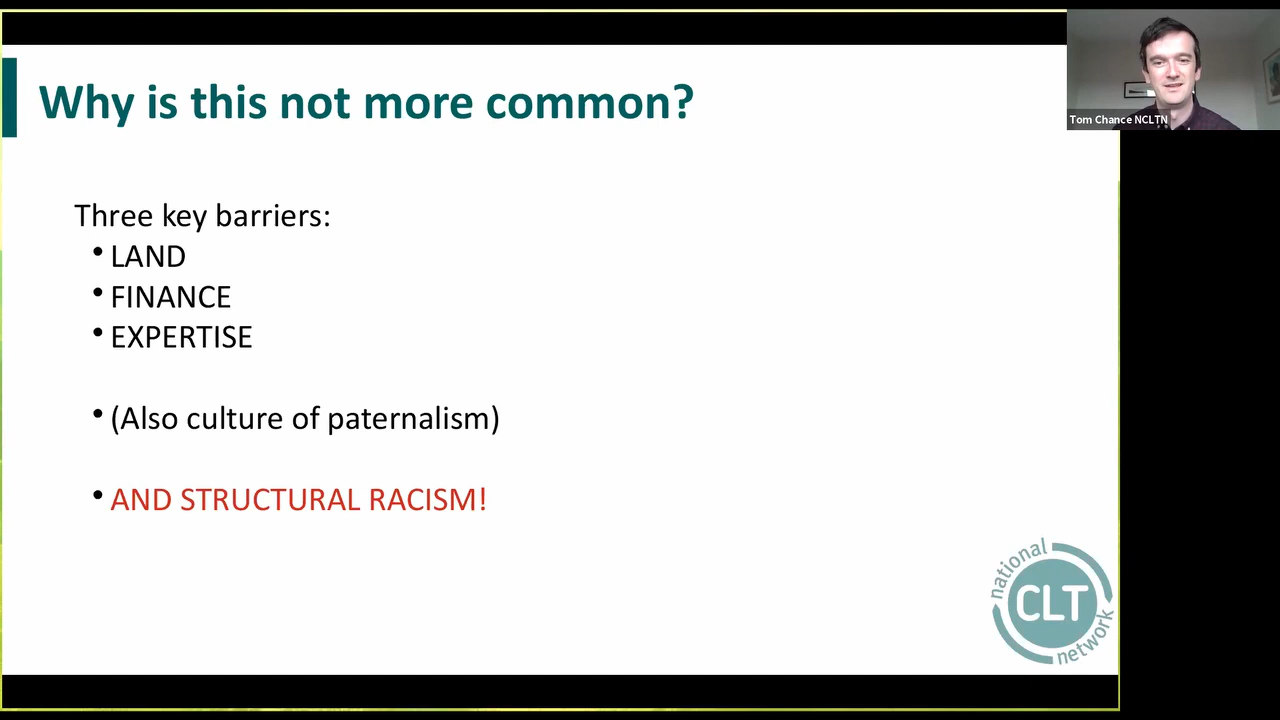 Why is this not more common?
Tom Chance NCLTN
Three key barriers:
• LAND
• FINANCE
• EXPERTISE
• (Also culture of paternalism)
• AND STRUCTURAL RACISM!
national
CLT
network